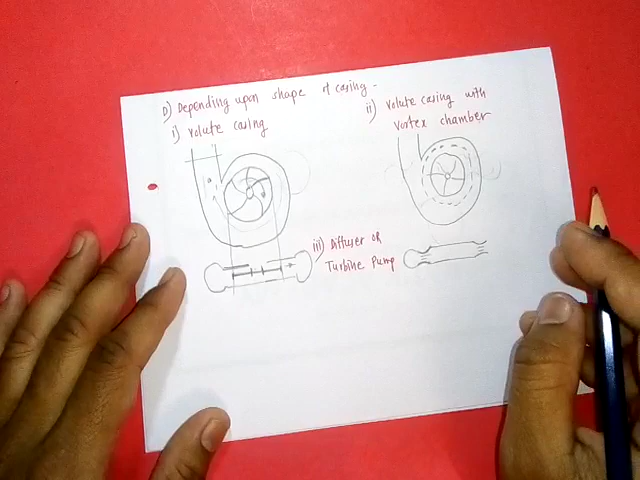 D) Depending upon shape of casing -
i) Volute casing
ii) Volute casing with
Vortex chamber
iii) Diffuser OR
Turbine Pump